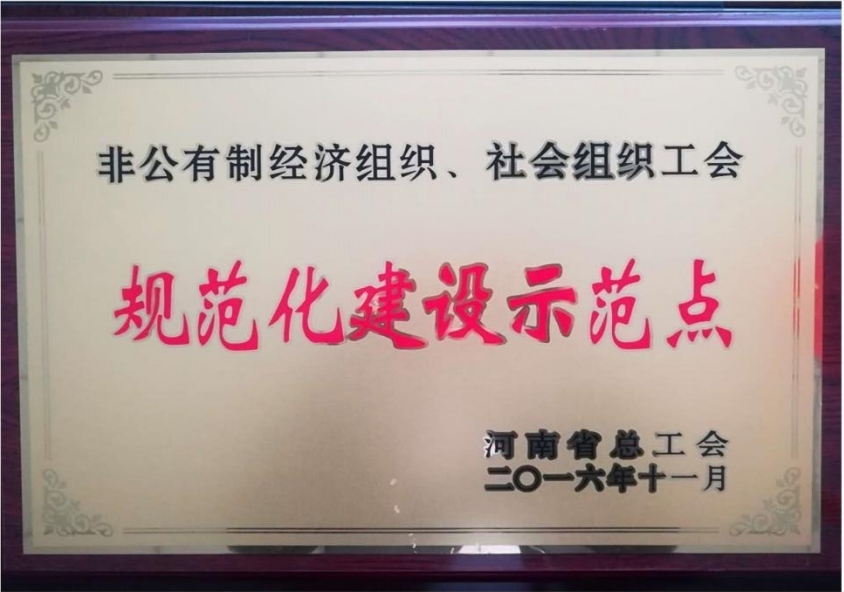 非公有制经济组织、社会组织工会
规范化建设示范点
河南省总工会
二〇一六年十一月